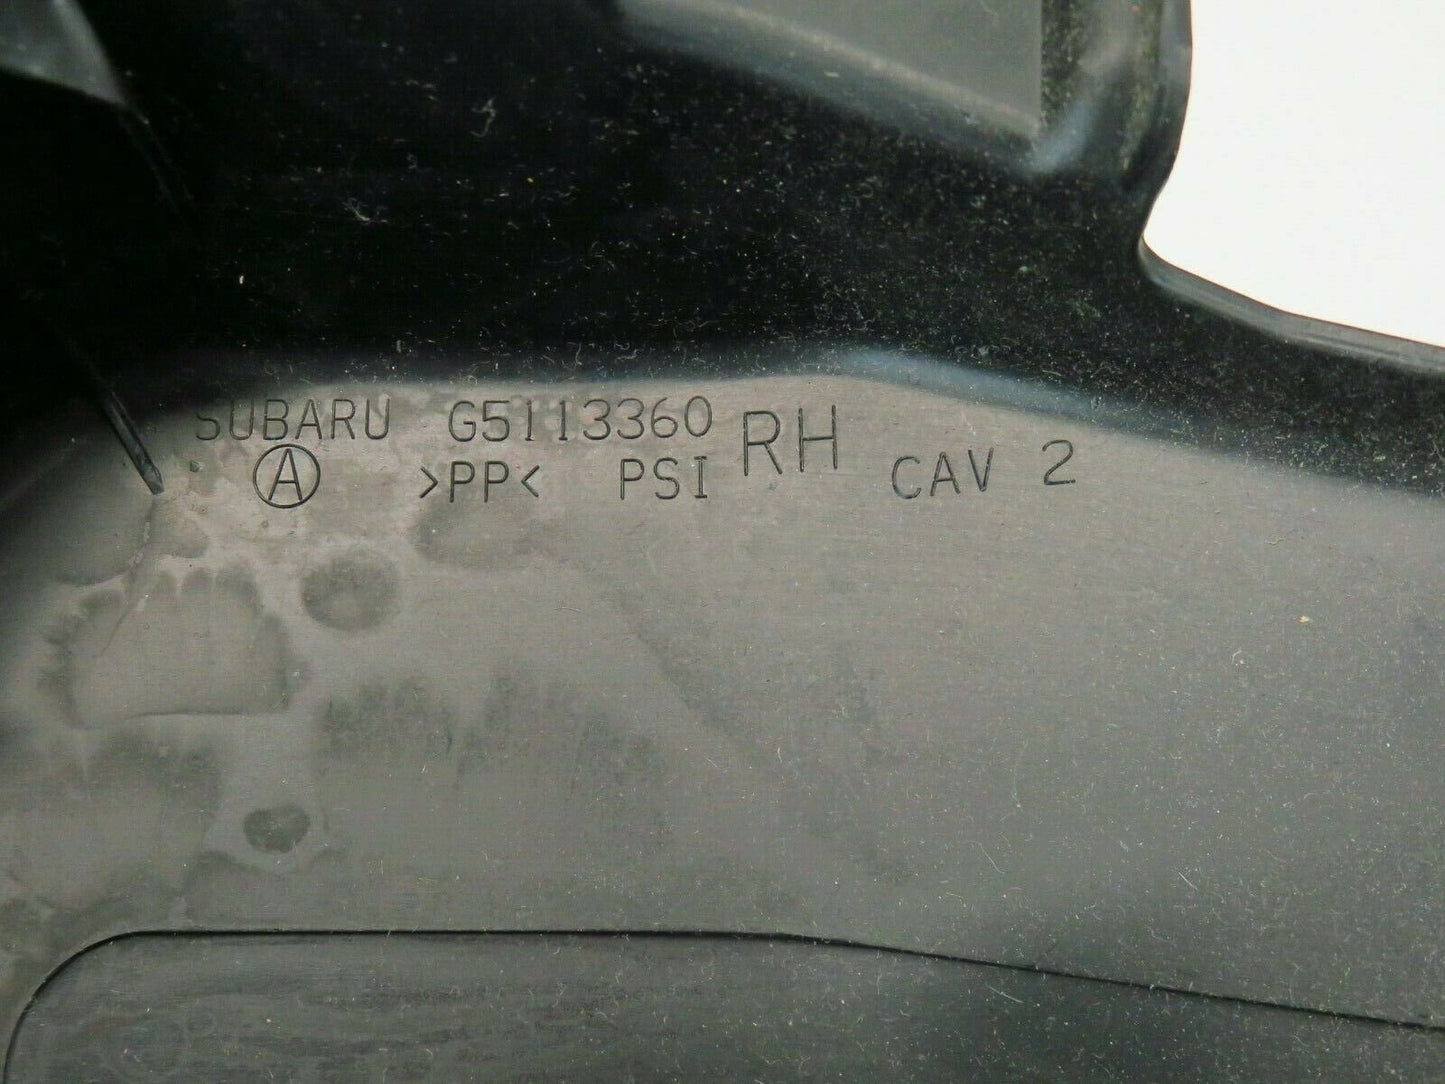 SUBARU G5113360 RH
Ⓐ >PP< PSI CAV 2